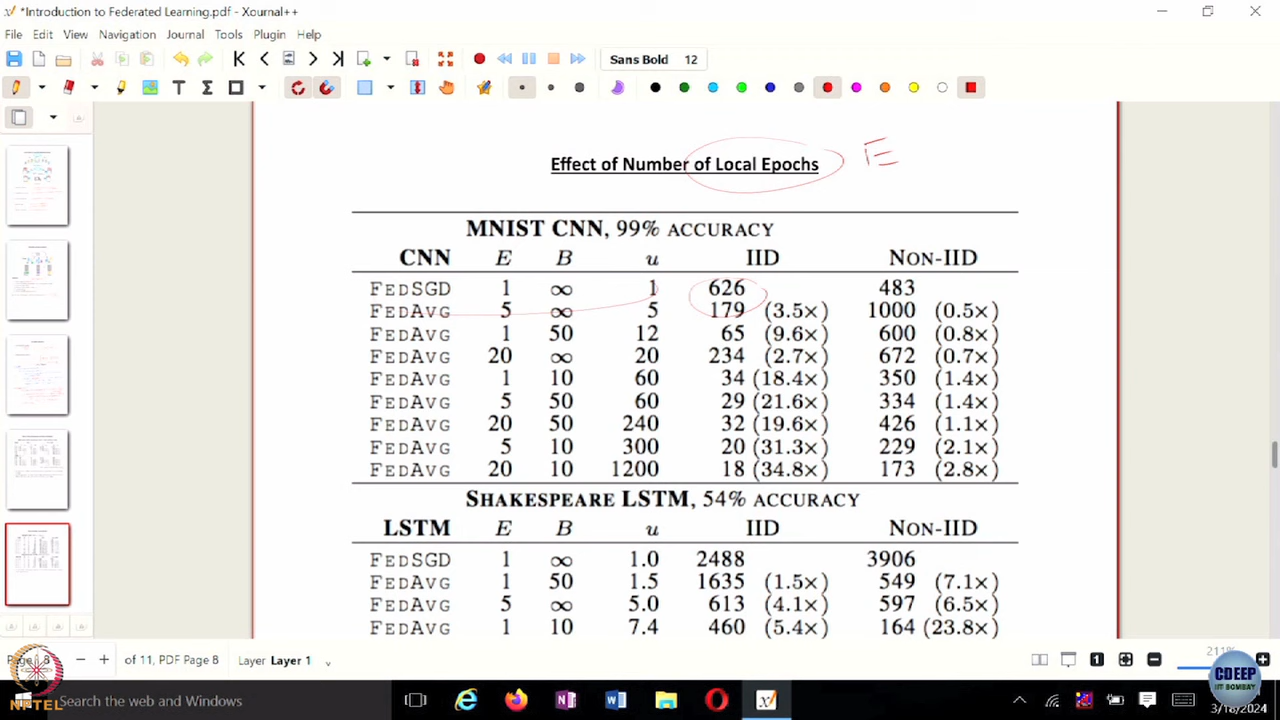 *Introduction to Federated Learning.pdf - Xournal++
File Edit View Navigation Journal Tools Plugin Help
Sans Bold 12
Effect of Number of Local Epochs E
MNIST CNN, 99% ACCURACY
CNN E B u IID NON-IID
FEDSGD 1 ∞ 1 626 483
FEDAVG 5 ∞ 5 179 (3.5×) 1000 (0.5×)
FEDAVG 1 50 12 65 (9.6×) 600 (0.8×)
FEDAVG 20 ∞ 20 234 (2.7×) 672 (0.7×)
FEDAVG 1 10 60 34 (18.4×) 350 (1.4×)
FEDAVG 5 50 60 29 (21.6×) 334 (1.4×)
FEDAVG 20 50 240 32 (19.6×) 426 (1.1×)
FEDAVG 5 10 300 20 (31.3×) 229 (2.1×)
FEDAVG 20 10 1200 18 (34.8×) 173 (2.8×)
SHAKESPEARE LSTM, 54% ACCURACY
LSTM E B u IID NON-IID
FEDSGD 1 ∞ 1.0 2488 3906
FEDAVG 1 50 1.5 1635 (1.5×) 549 (7.1×)
FEDAVG 5 ∞ 5.0 613 (4.1×) 597 (6.5×)
FEDAVG 1 10 7.4 460 (5.4×) 164 (23.8×)
8 of 11, PDF Page 8 Layer Layer 1 211%
CDEEP
IIT BOMBAY
NPTEL
Search the web and Windows
3/18/2024